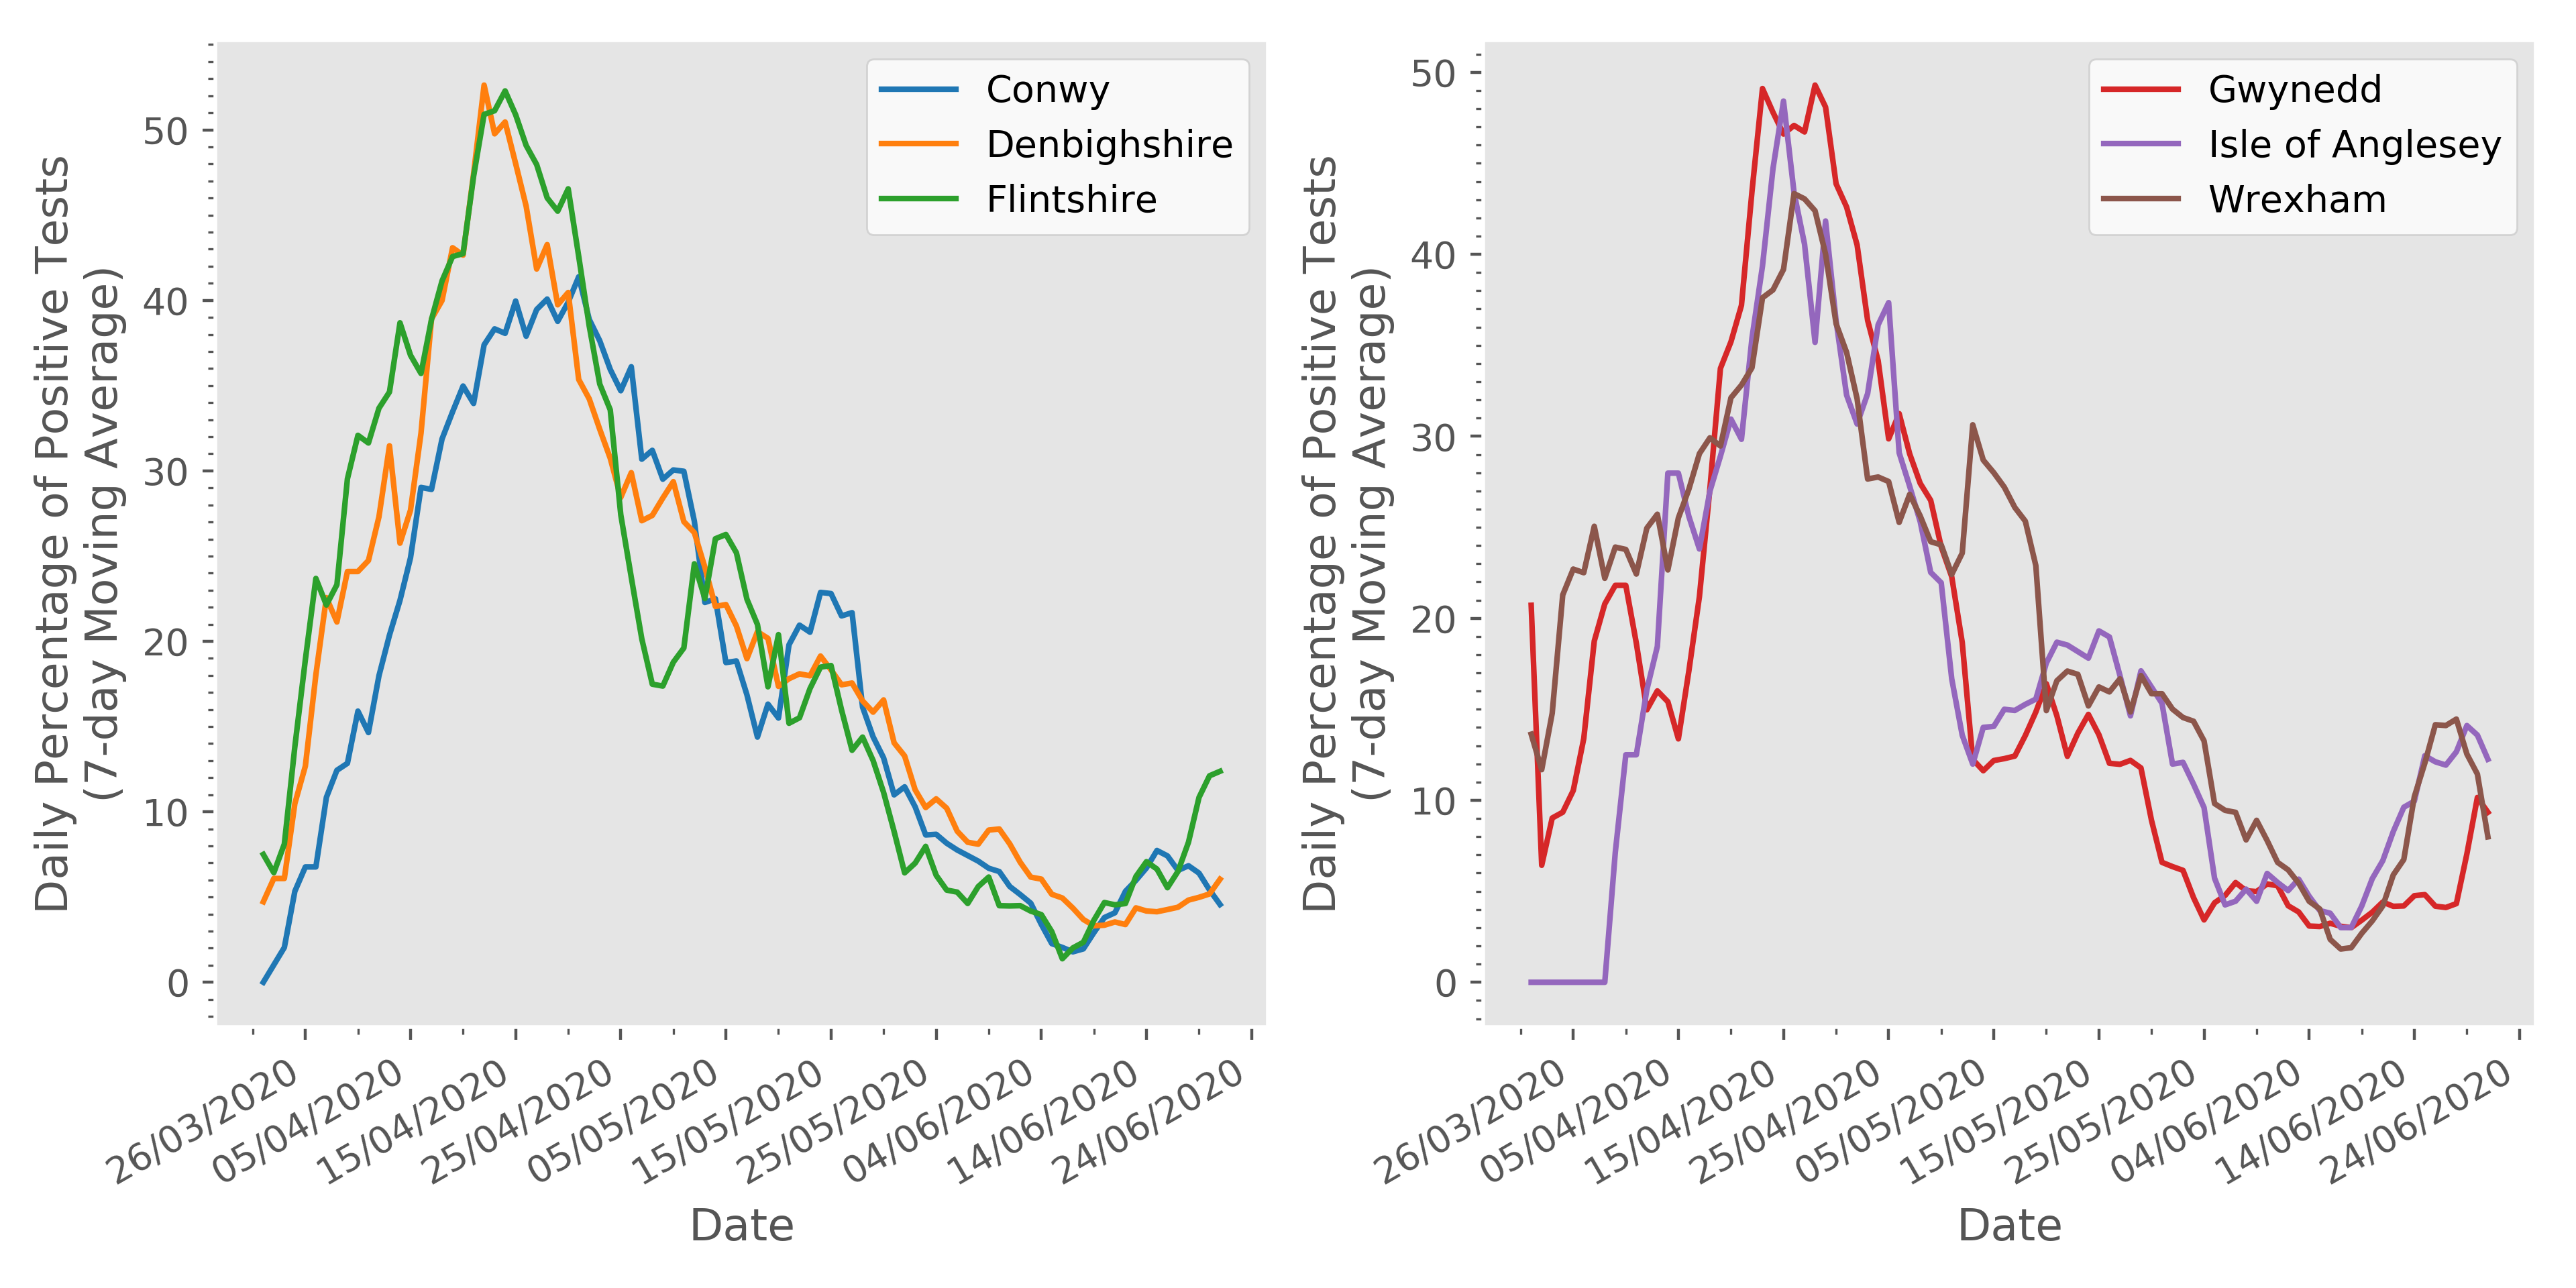 Daily Percentage of Positive Tests
(7-day Moving Average)
50
40
30
20
10
0
Conwy
Denbighshire
Flintshire
26/03/2020
05/04/2020
15/04/2020
25/04/2020
05/05/2020
15/05/2020
25/05/2020
04/06/2020
14/06/2020
24/06/2020
Date
Daily Percentage of Positive Tests
(7-day Moving Average)
50
40
30
20
10
0
Gwynedd
Isle of Anglesey
Wrexham
26/03/2020
05/04/2020
15/04/2020
25/04/2020
05/05/2020
15/05/2020
25/05/2020
04/06/2020
14/06/2020
24/06/2020
Date